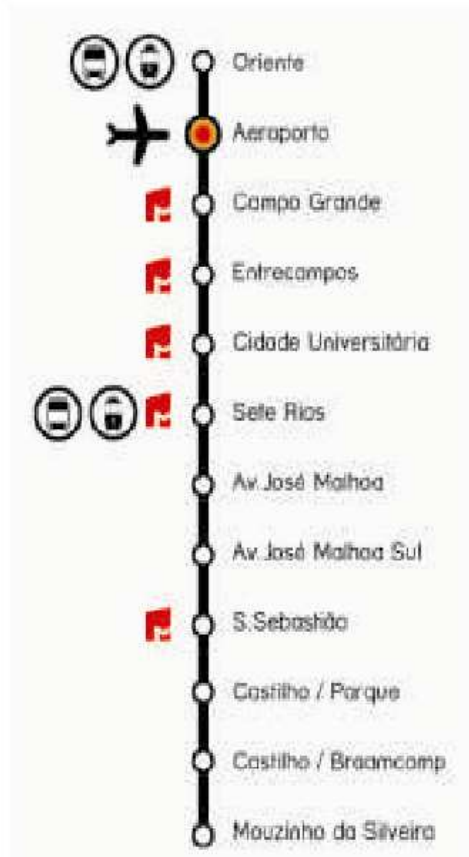 Oriente
Aeroporto
Campo Grande
Entrecampos
Cidade Universitária
Sete Rios
Av.José Malhoa
Av.José Malhoa Sul
S.Sebastião
Castilho / Parque
Castilho / Braamcamp
Mouzinho da Silveira